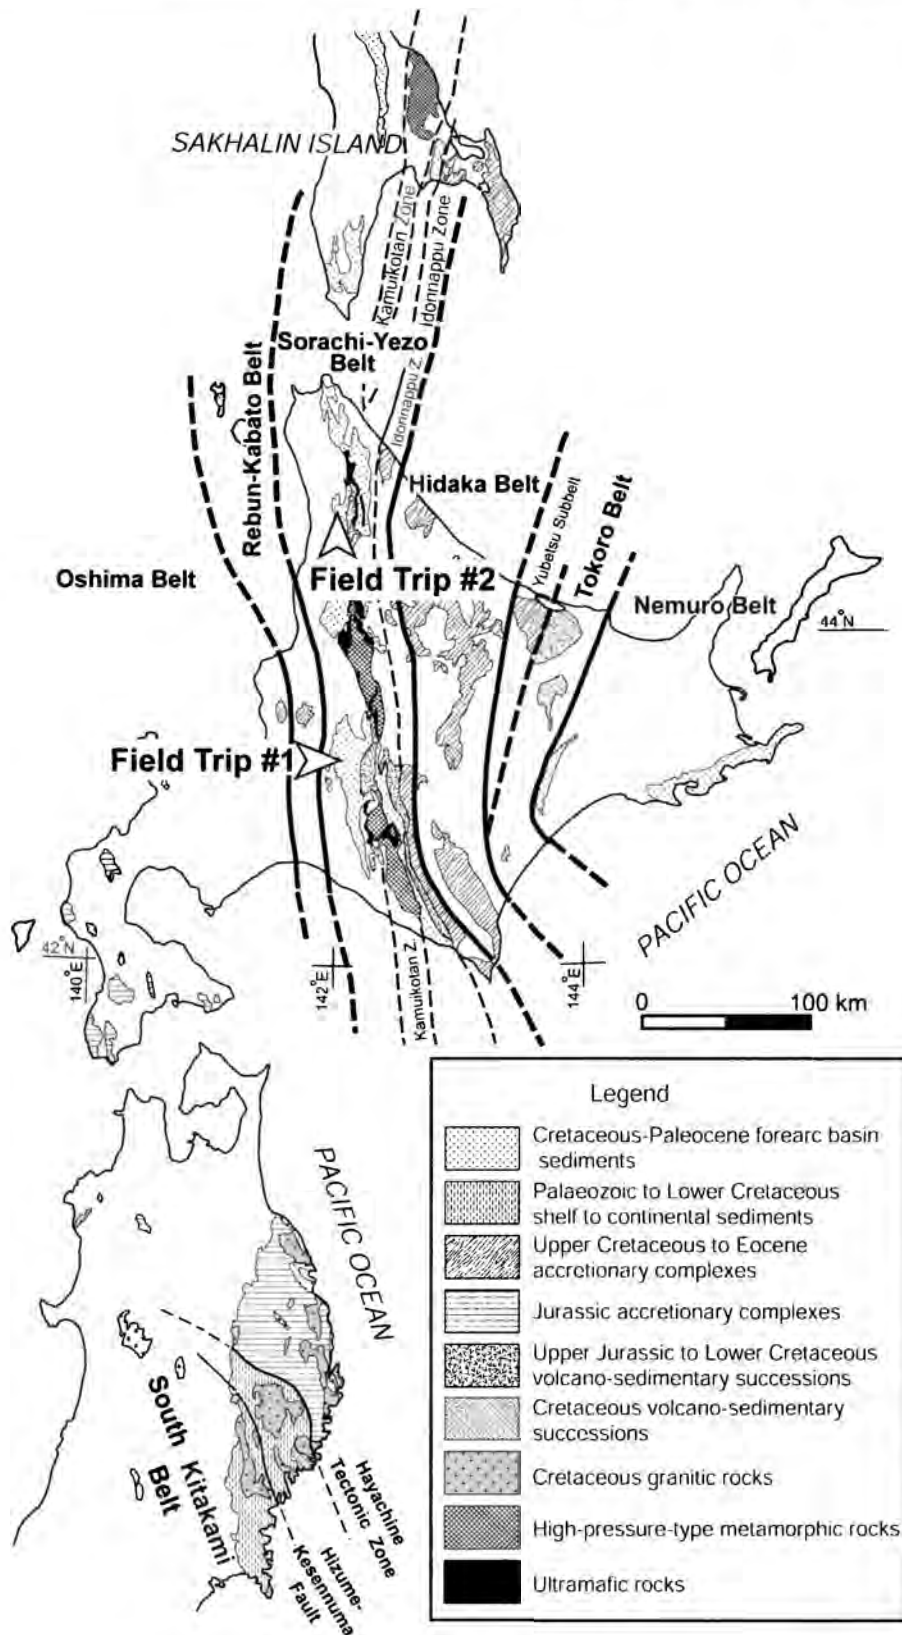 SAKHALIN ISLAND
Kamuikotan Zone
Idonnappu Zone
Sorachi-Yezo
Belt
Rebun-Kabato Belt
Idonnappu Z.
Hidaka Belt
Yubetsu Subbelt
Tokoro Belt
Oshima Belt
Field Trip #2
Nemuro Belt
44°N
Field Trip #1
PACIFIC OCEAN
42°N
140°E
142°E
Kamuikotan Z.
144°E
0
100 km
PACIFIC OCEAN
South Kitakami
Belt
Hayachine
Tectonic Zone
Hizume-
Kesennuma
Fault
Legend
Cretaceous-Paleocene forearc basin
sediments
Palaeozoic to Lower Cretaceous
shelf to continental sediments
Upper Cretaceous to Eocene
accretionary complexes
Jurassic accretionary complexes
Upper Jurassic to Lower Cretaceous
volcano-sedimentary successions
Cretaceous volcano-sedimentary
successions
Cretaceous granitic rocks
High-pressure-type metamorphic rocks
Ultramafic rocks